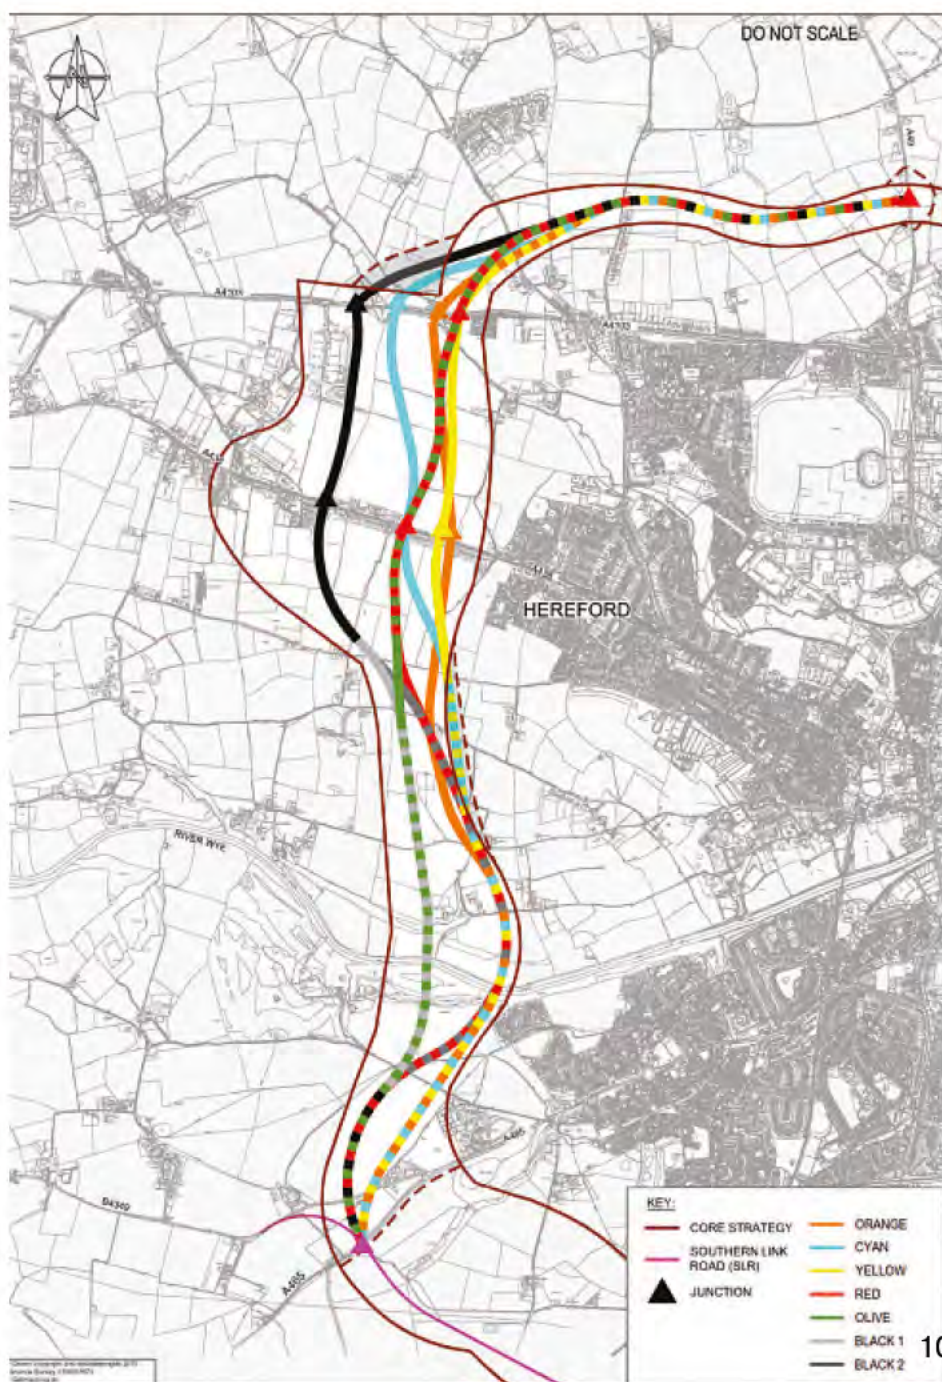 DO NOT SCALE
A49
A4103
A4103
A438
HEREFORD
RIVER WYE
A465
B4349
A465
KEY:
CORE STRATEGY
SOUTHERN LINK
ROAD (SLR)
JUNCTION
ORANGE
CYAN
YELLOW
RED
OLIVE
BLACK 1
BLACK 2
10